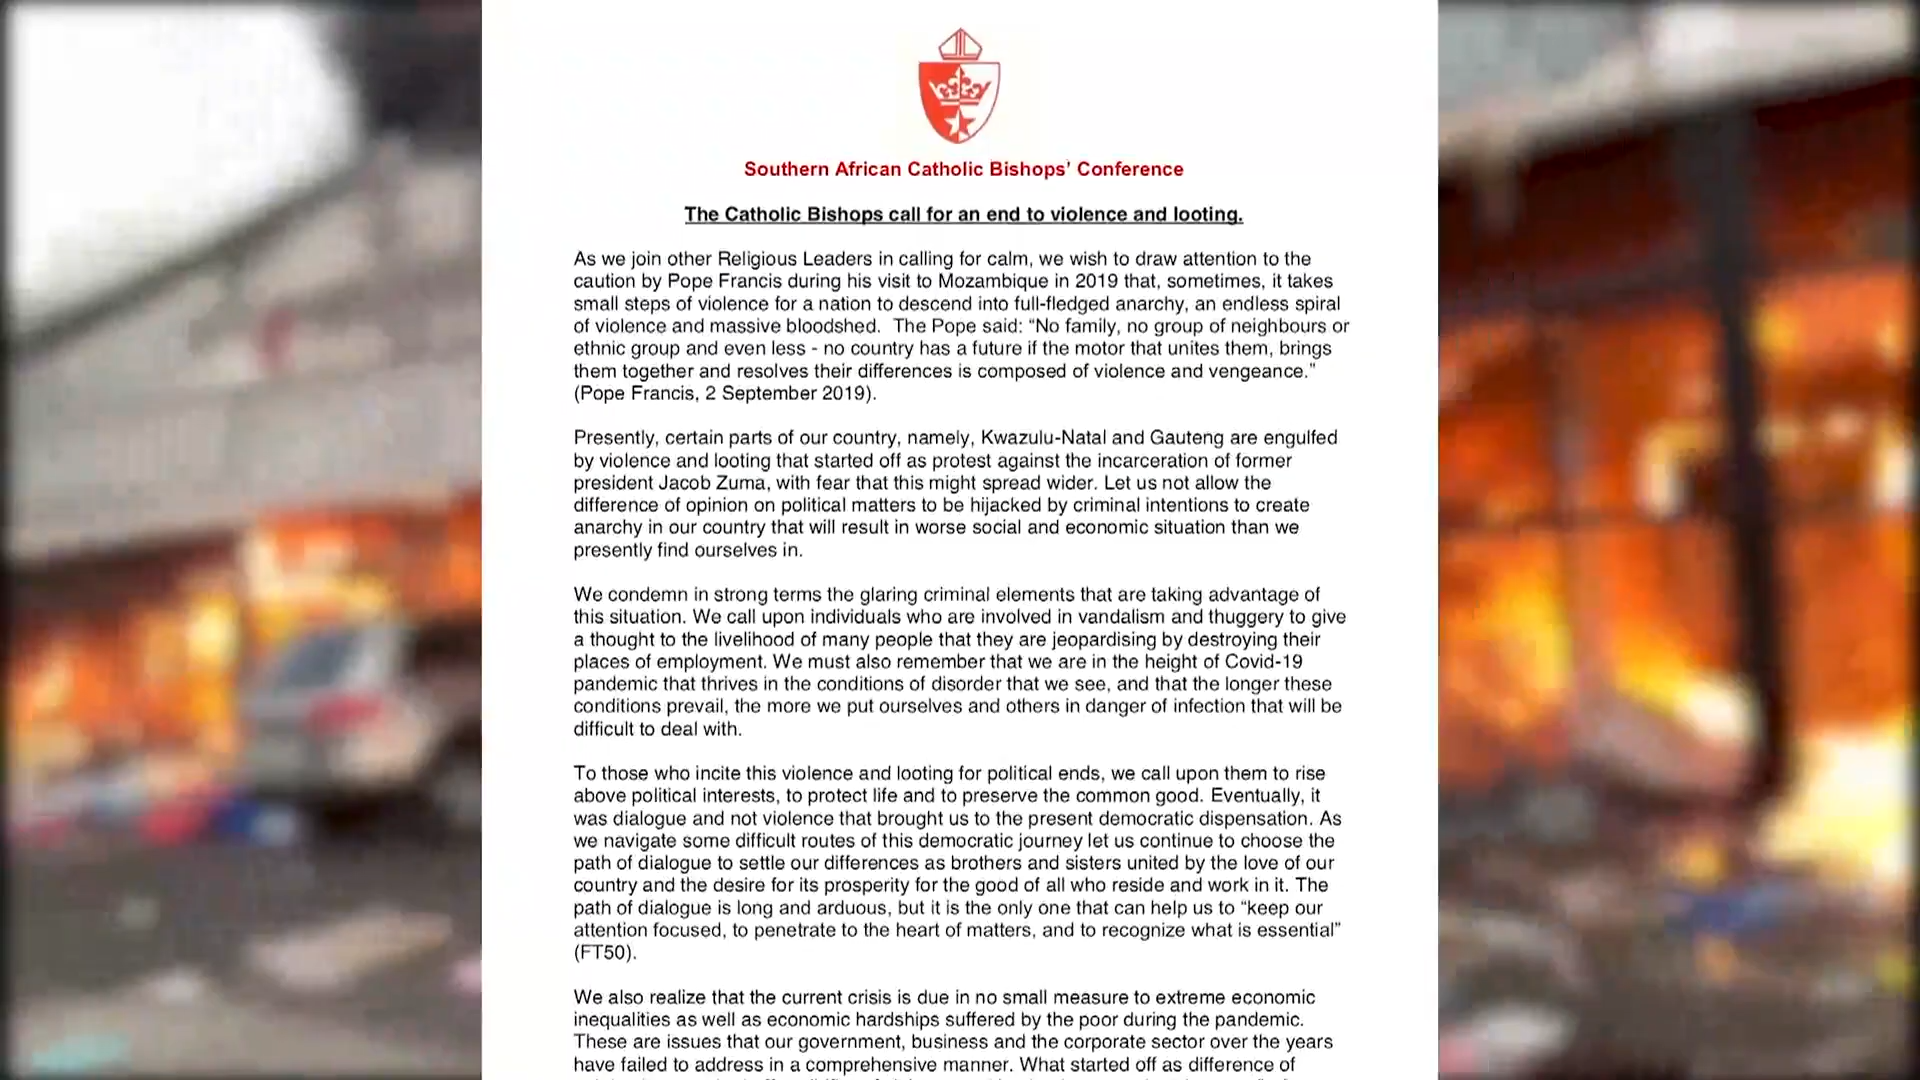 Southern African Catholic Bishops' Conference
The Catholic Bishops call for an end to violence and looting.
As we join other Religious Leaders in calling for calm, we wish to draw attention to the
caution by Pope Francis during his visit to Mozambique in 2019 that, sometimes, it takes
small steps of violence for a nation to descend into full-fledged anarchy, an endless spiral
of violence and massive bloodshed.  The Pope said: “No family, no group of neighbours or
ethnic group and even less - no country has a future if the motor that unites them, brings
them together and resolves their differences is composed of violence and vengeance.”
(Pope Francis, 2 September 2019).
Presently, certain parts of our country, namely, Kwazulu-Natal and Gauteng are engulfed
by violence and looting that started off as protest against the incarceration of former
president Jacob Zuma, with fear that this might spread wider. Let us not allow the
difference of opinion on political matters to be hijacked by criminal intentions to create
anarchy in our country that will result in worse social and economic situation than we
presently find ourselves in.
We condemn in strong terms the glaring criminal elements that are taking advantage of
this situation. We call upon individuals who are involved in vandalism and thuggery to give
a thought to the livelihood of many people that they are jeopardising by destroying their
places of employment. We must also remember that we are in the height of Covid-19
pandemic that thrives in the conditions of disorder that we see, and that the longer these
conditions prevail, the more we put ourselves and others in danger of infection that will be
difficult to deal with.
To those who incite this violence and looting for political ends, we call upon them to rise
above political interests, to protect life and to preserve the common good. Eventually, it
was dialogue and not violence that brought us to the present democratic dispensation. As
we navigate some difficult routes of this democratic journey let us continue to choose the
path of dialogue to settle our differences as brothers and sisters united by the love of our
country and the desire for its prosperity for the good of all who reside and work in it. The
path of dialogue is long and arduous, but it is the only one that can help us to “keep our
attention focused, to penetrate to the heart of matters, and to recognize what is essential”
(FT50).
We also realize that the current crisis is due in no small measure to extreme economic
inequalities as well as economic hardships suffered by the poor during the pandemic.
These are issues that our government, business and the corporate sector over the years
have failed to address in a comprehensive manner. What started off as difference of